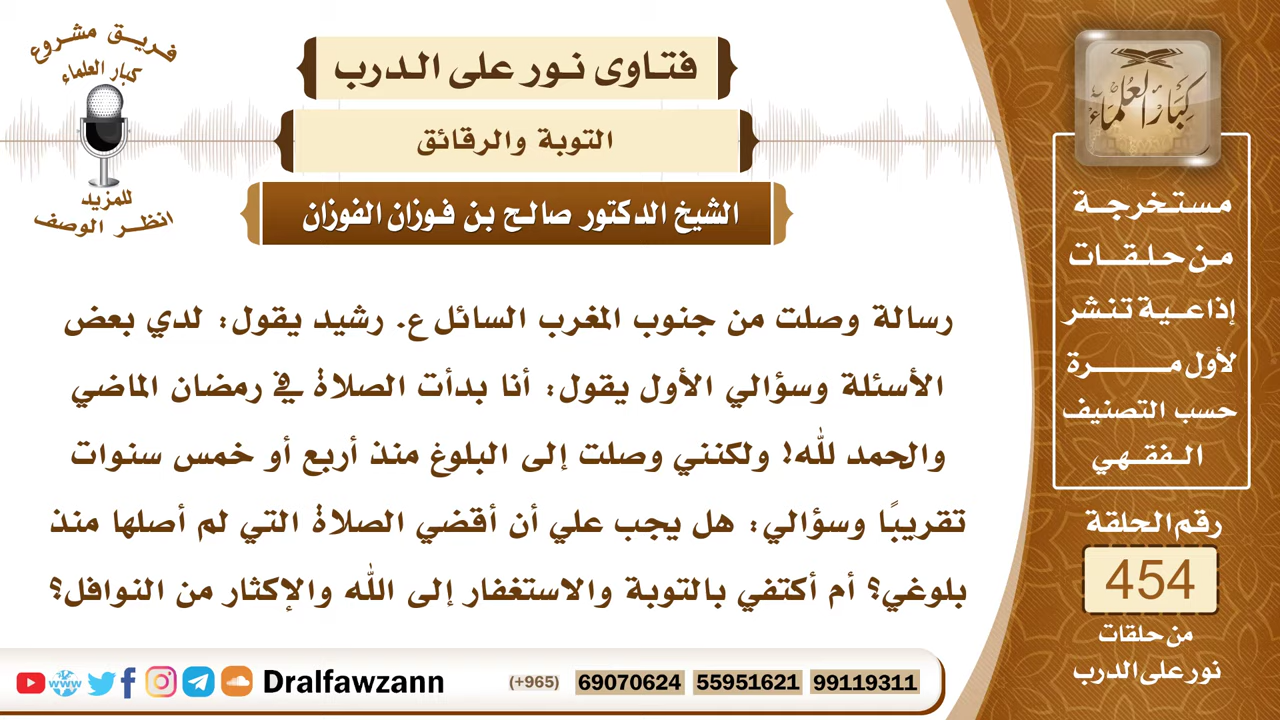 فريق مشروع
كبار العلماء
للمزيد
انظر الوصف
فتاوى نور على الدرب
التوبة والرقائق
الشيخ الدكتور صالح بن فوزان الفوزان
رسالة وصلت من جنوب المغرب السائل ع. رشيد يقول: لدي بعض
الأسئلة وسؤالي الأول يقول: أنا بدأت الصلاة في رمضان الماضي
والحمد لله! ولكنني وصلت إلى البلوغ منذ أربع أو خمس سنوات
تقريبًا وسؤالي: هل يجب علي أن أقضي الصلاة التي لم أصلها منذ
بلوغي؟ أم أكتفي بالتوبة والاستغفار إلى الله والإكثار من النوافل؟
كبار العلماء
مستخرجة
من حلقات
إذاعية تنشر
لأول مرة
حسب التصنيف
الفقهي
رقم الحلقة
454
من حلقات
نور على الدرب
Dralfawzann (+965) 69070624 55951621 99119311